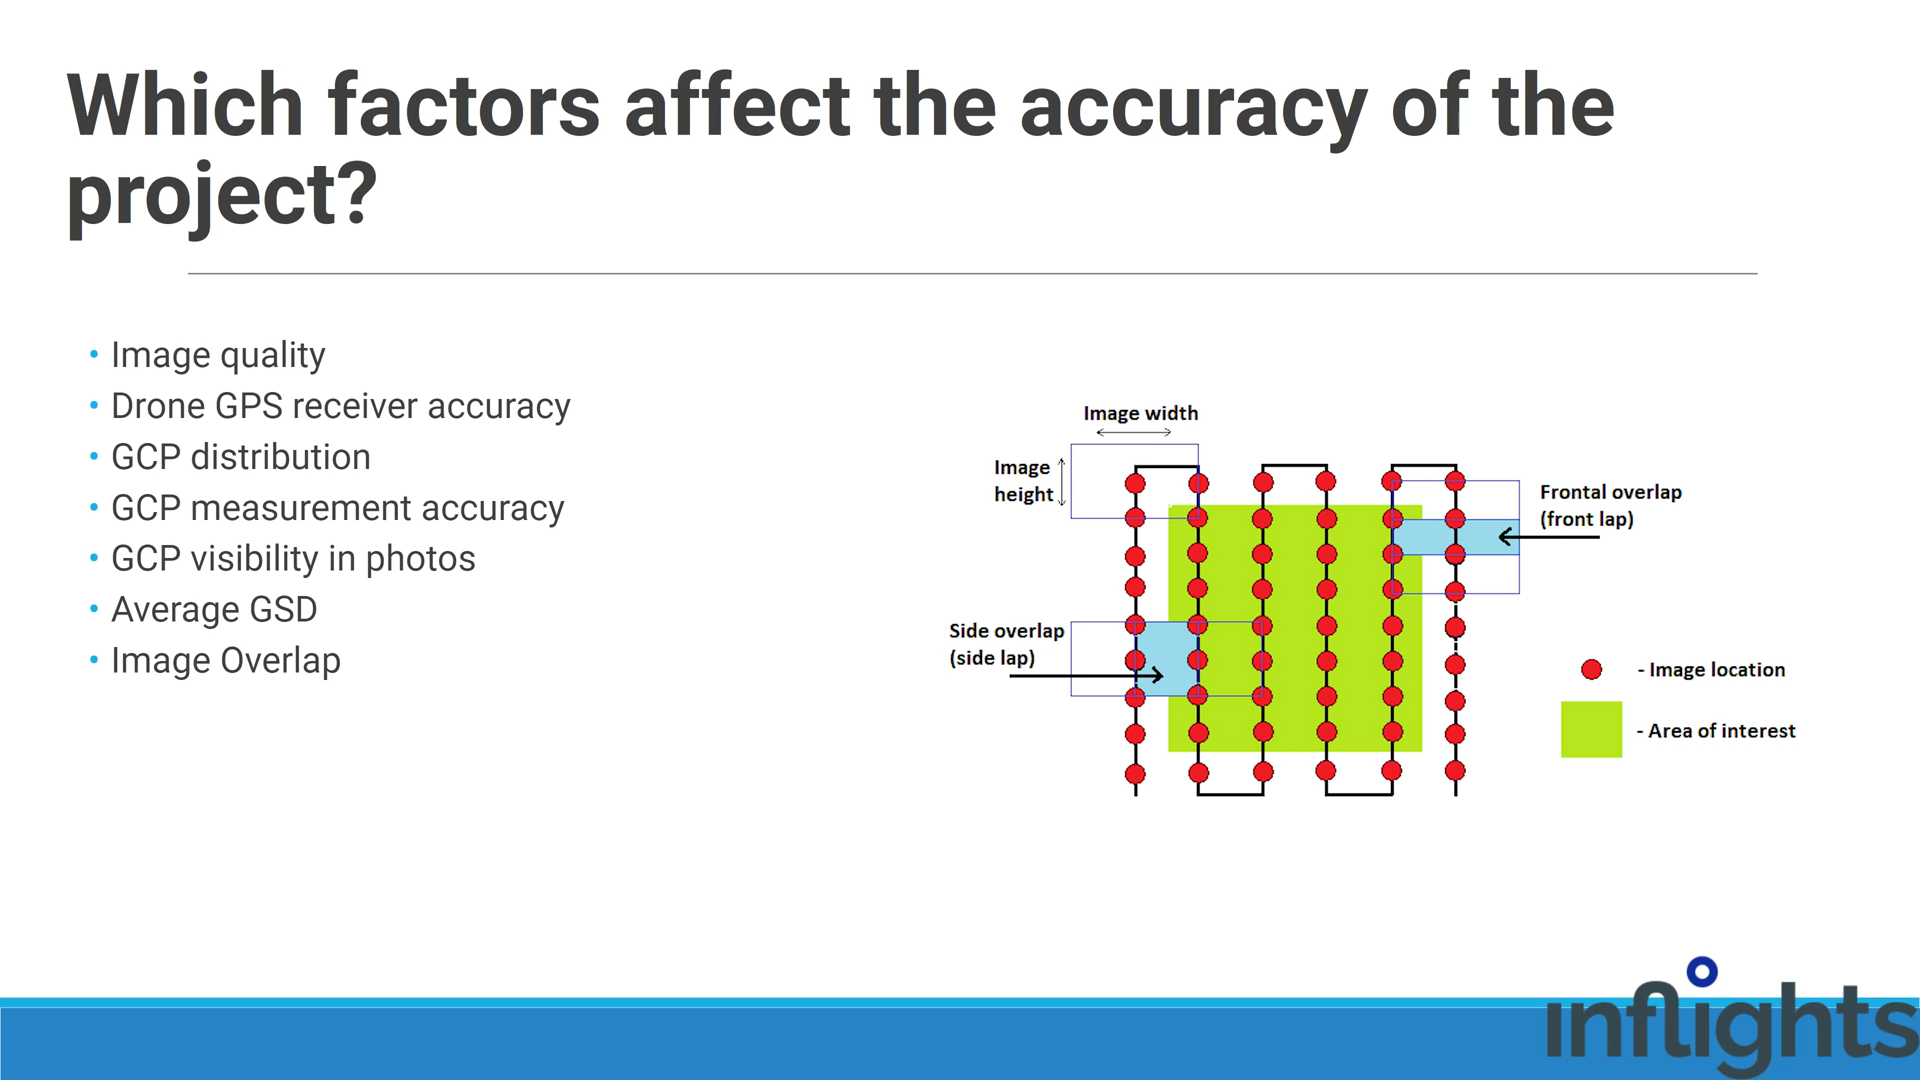 Which factors affect the accuracy of the
project?
• Image quality
• Drone GPS receiver accuracy
• GCP distribution
• GCP measurement accuracy
• GCP visibility in photos
• Average GSD
• Image Overlap
Image width
Image
height
Frontal overlap
(front lap)
Side overlap
(side lap)
- Image location
- Area of interest
inflights